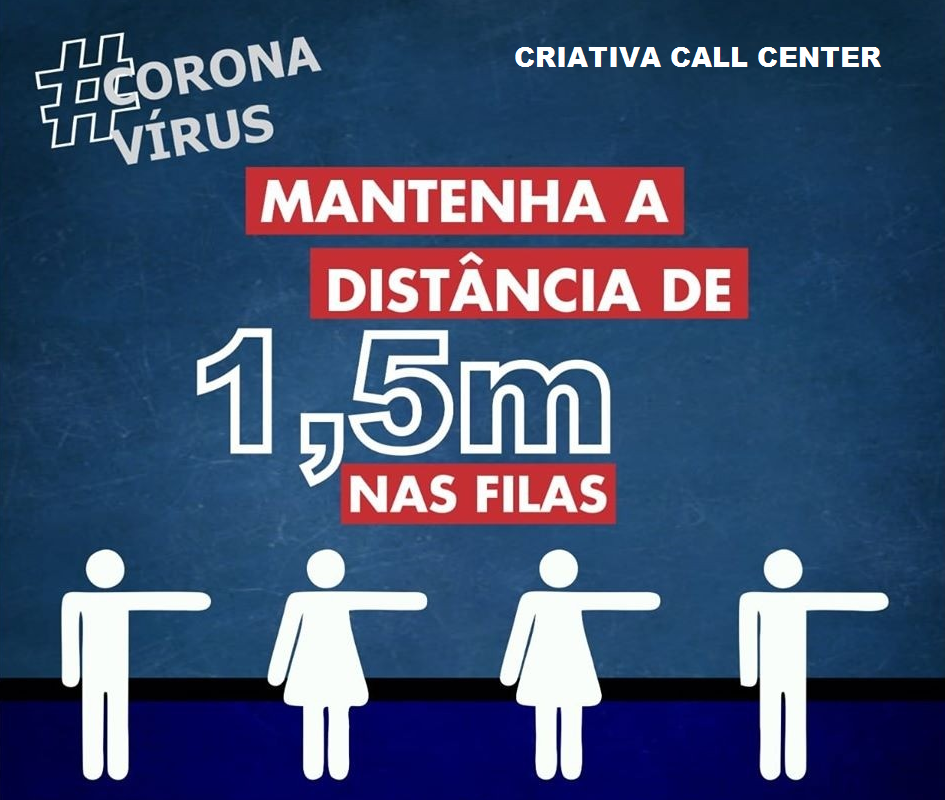 #CORONA
VÍRUS
CRIATIVA CALL CENTER
MANTENHA A
DISTÂNCIA DE
1,5m
NAS FILAS